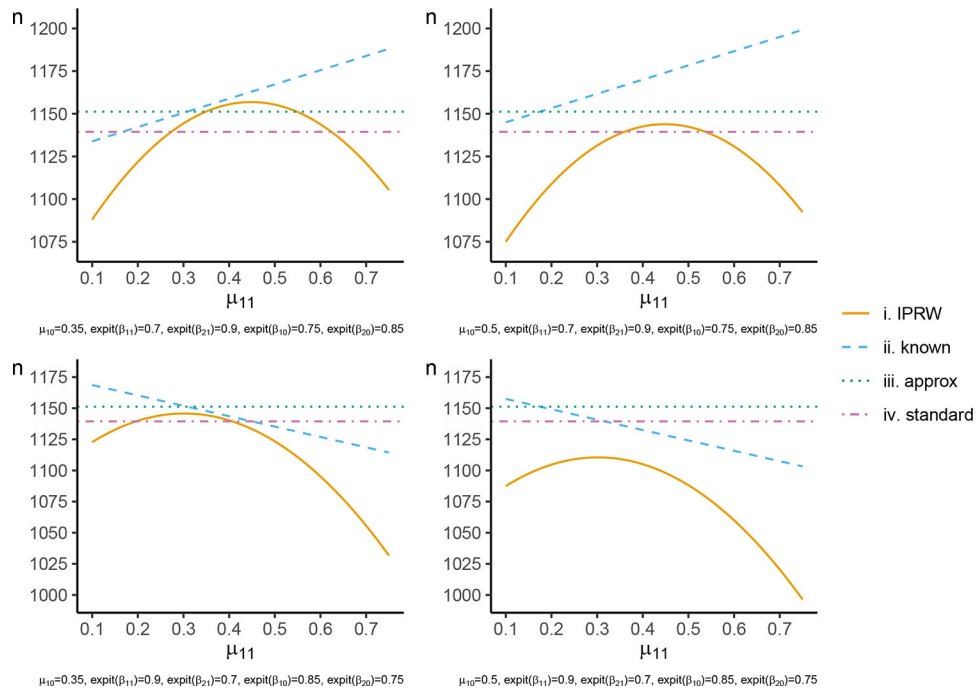 n
1200
1175
1150
1125
1100
1075
0.1 0.2 0.3 0.4 0.5 0.6 0.7
μ11
μ10=0.35, expit(β11)=0.7, expit(β21)=0.9, expit(β10)=0.75, expit(β20)=0.85
n
1200
1175
1150
1125
1100
1075
0.1 0.2 0.3 0.4 0.5 0.6 0.7
μ11
μ10=0.5, expit(β11)=0.7, expit(β21)=0.9, expit(β10)=0.75, expit(β20)=0.85
n
1175
1150
1125
1100
1075
1050
1025
1000
0.1 0.2 0.3 0.4 0.5 0.6 0.7
μ11
μ10=0.35, expit(β11)=0.9, expit(β21)=0.7, expit(β10)=0.85, expit(β20)=0.75
n
1175
1150
1125
1100
1075
1050
1025
1000
0.1 0.2 0.3 0.4 0.5 0.6 0.7
μ11
μ10=0.5, expit(β11)=0.9, expit(β21)=0.7, expit(β10)=0.85, expit(β20)=0.75
i. IPRW
ii. known
iii. approx
iv. standard